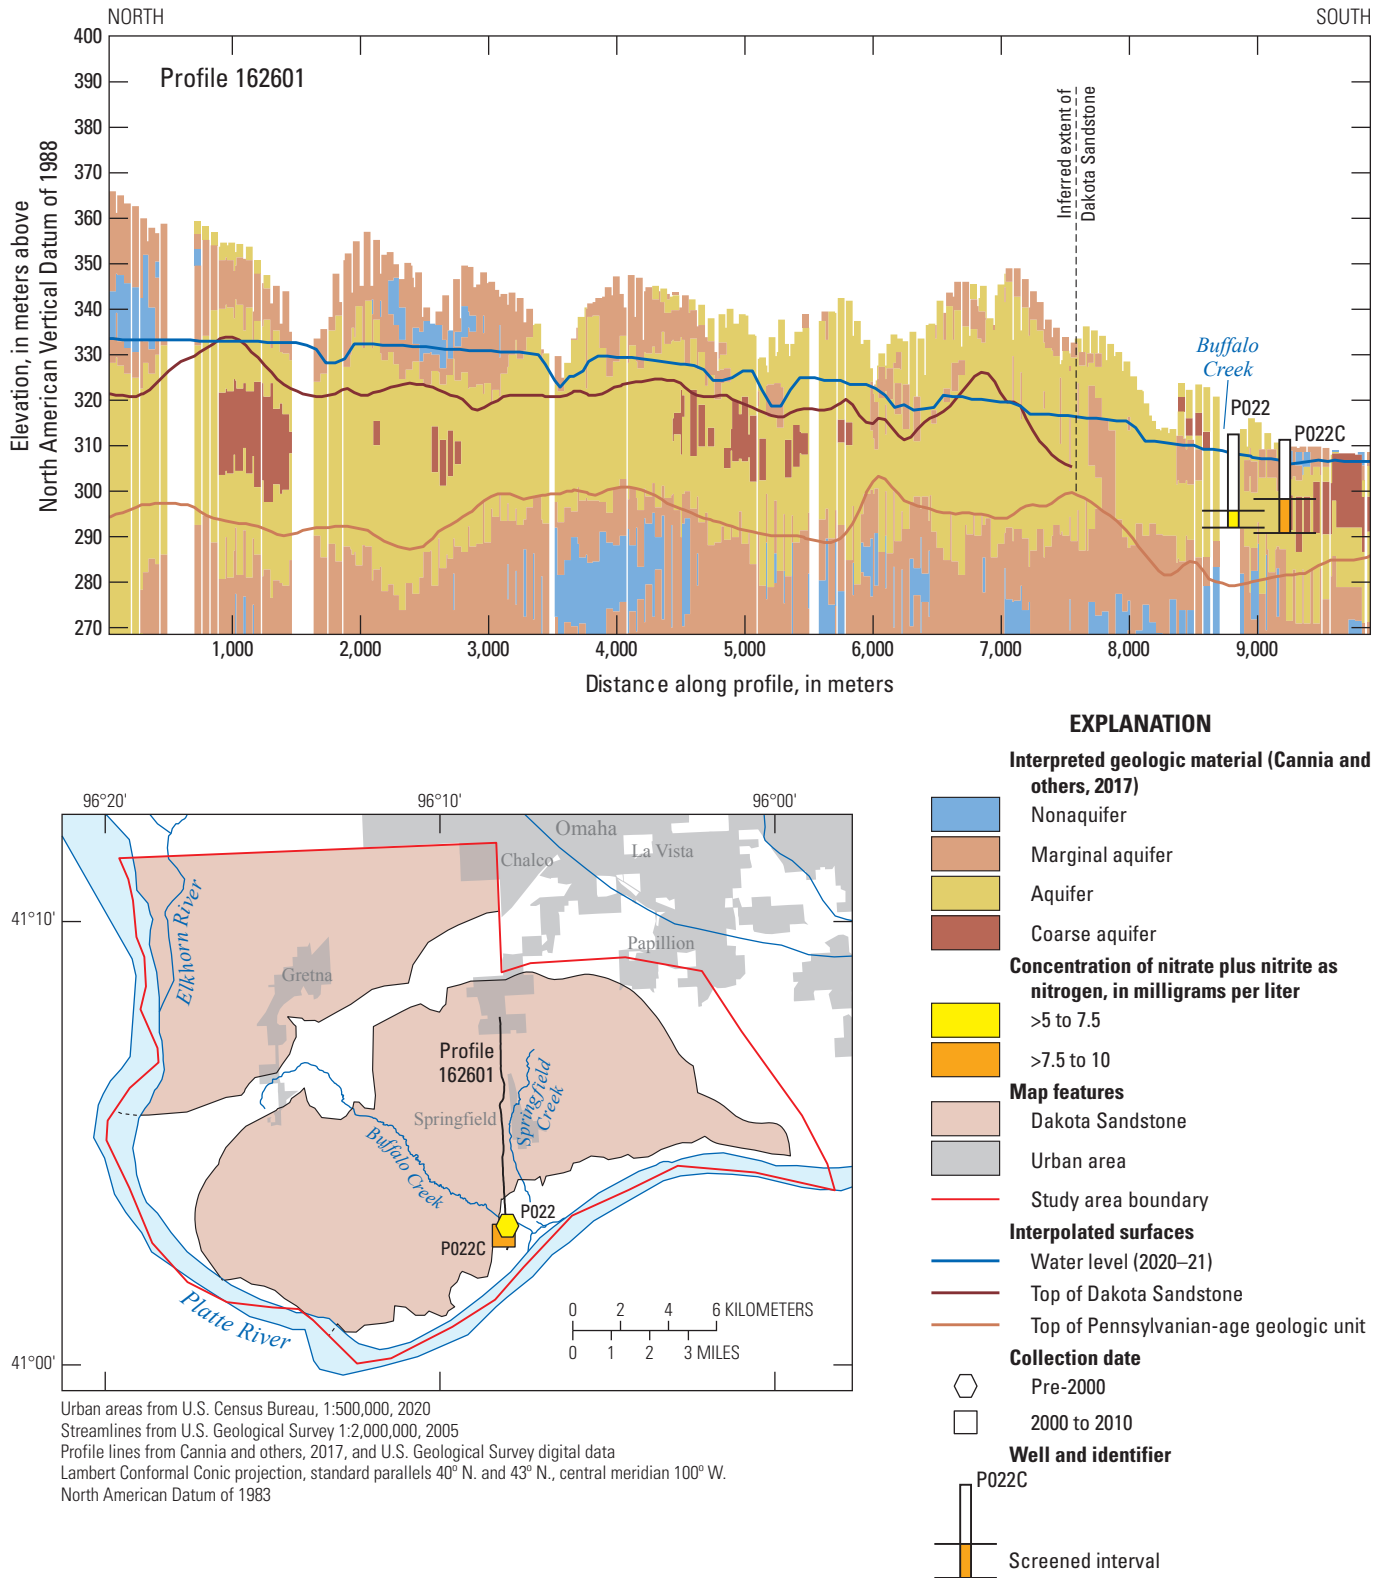 NORTH
SOUTH
Profile 162601
Elevation, in meters above
North American Vertical Datum of 1988
400
390
380
370
360
350
340
330
320
310
300
290
280
270
Inferred extent of
Dakota Sandstone
Buffalo
Creek
P022
P022C
1,000
2,000
3,000
4,000
5,000
6,000
7,000
8,000
9,000
Distance along profile, in meters
96°20'
96°10'
96°00'
41°10'
41°00'
Omaha
Chalco
La Vista
Papillion
Gretna
Elkhorn River
Profile
162601
Springfield
Springfield
Creek
Buffalo
Creek
P022
P022C
Platte River
0 2 4 6 KILOMETERS
0 1 2 3 MILES
Urban areas from U.S. Census Bureau, 1:500,000, 2020
Streamlines from U.S. Geological Survey 1:2,000,000, 2005
Profile lines from Cannia and others, 2017, and U.S. Geological Survey digital data
Lambert Conformal Conic projection, standard parallels 40º N. and 43º N., central meridian 100º W.
North American Datum of 1983
EXPLANATION
Interpreted geologic material (Cannia and
others, 2017)
Nonaquifer
Marginal aquifer
Aquifer
Coarse aquifer
Concentration of nitrate plus nitrite as
nitrogen, in milligrams per liter
>5 to 7.5
>7.5 to 10
Map features
Dakota Sandstone
Urban area
Study area boundary
Interpolated surfaces
Water level (2020–21)
Top of Dakota Sandstone
Top of Pennsylvanian-age geologic unit
Collection date
Pre-2000
2000 to 2010
Well and identifier
P022C
Screened interval